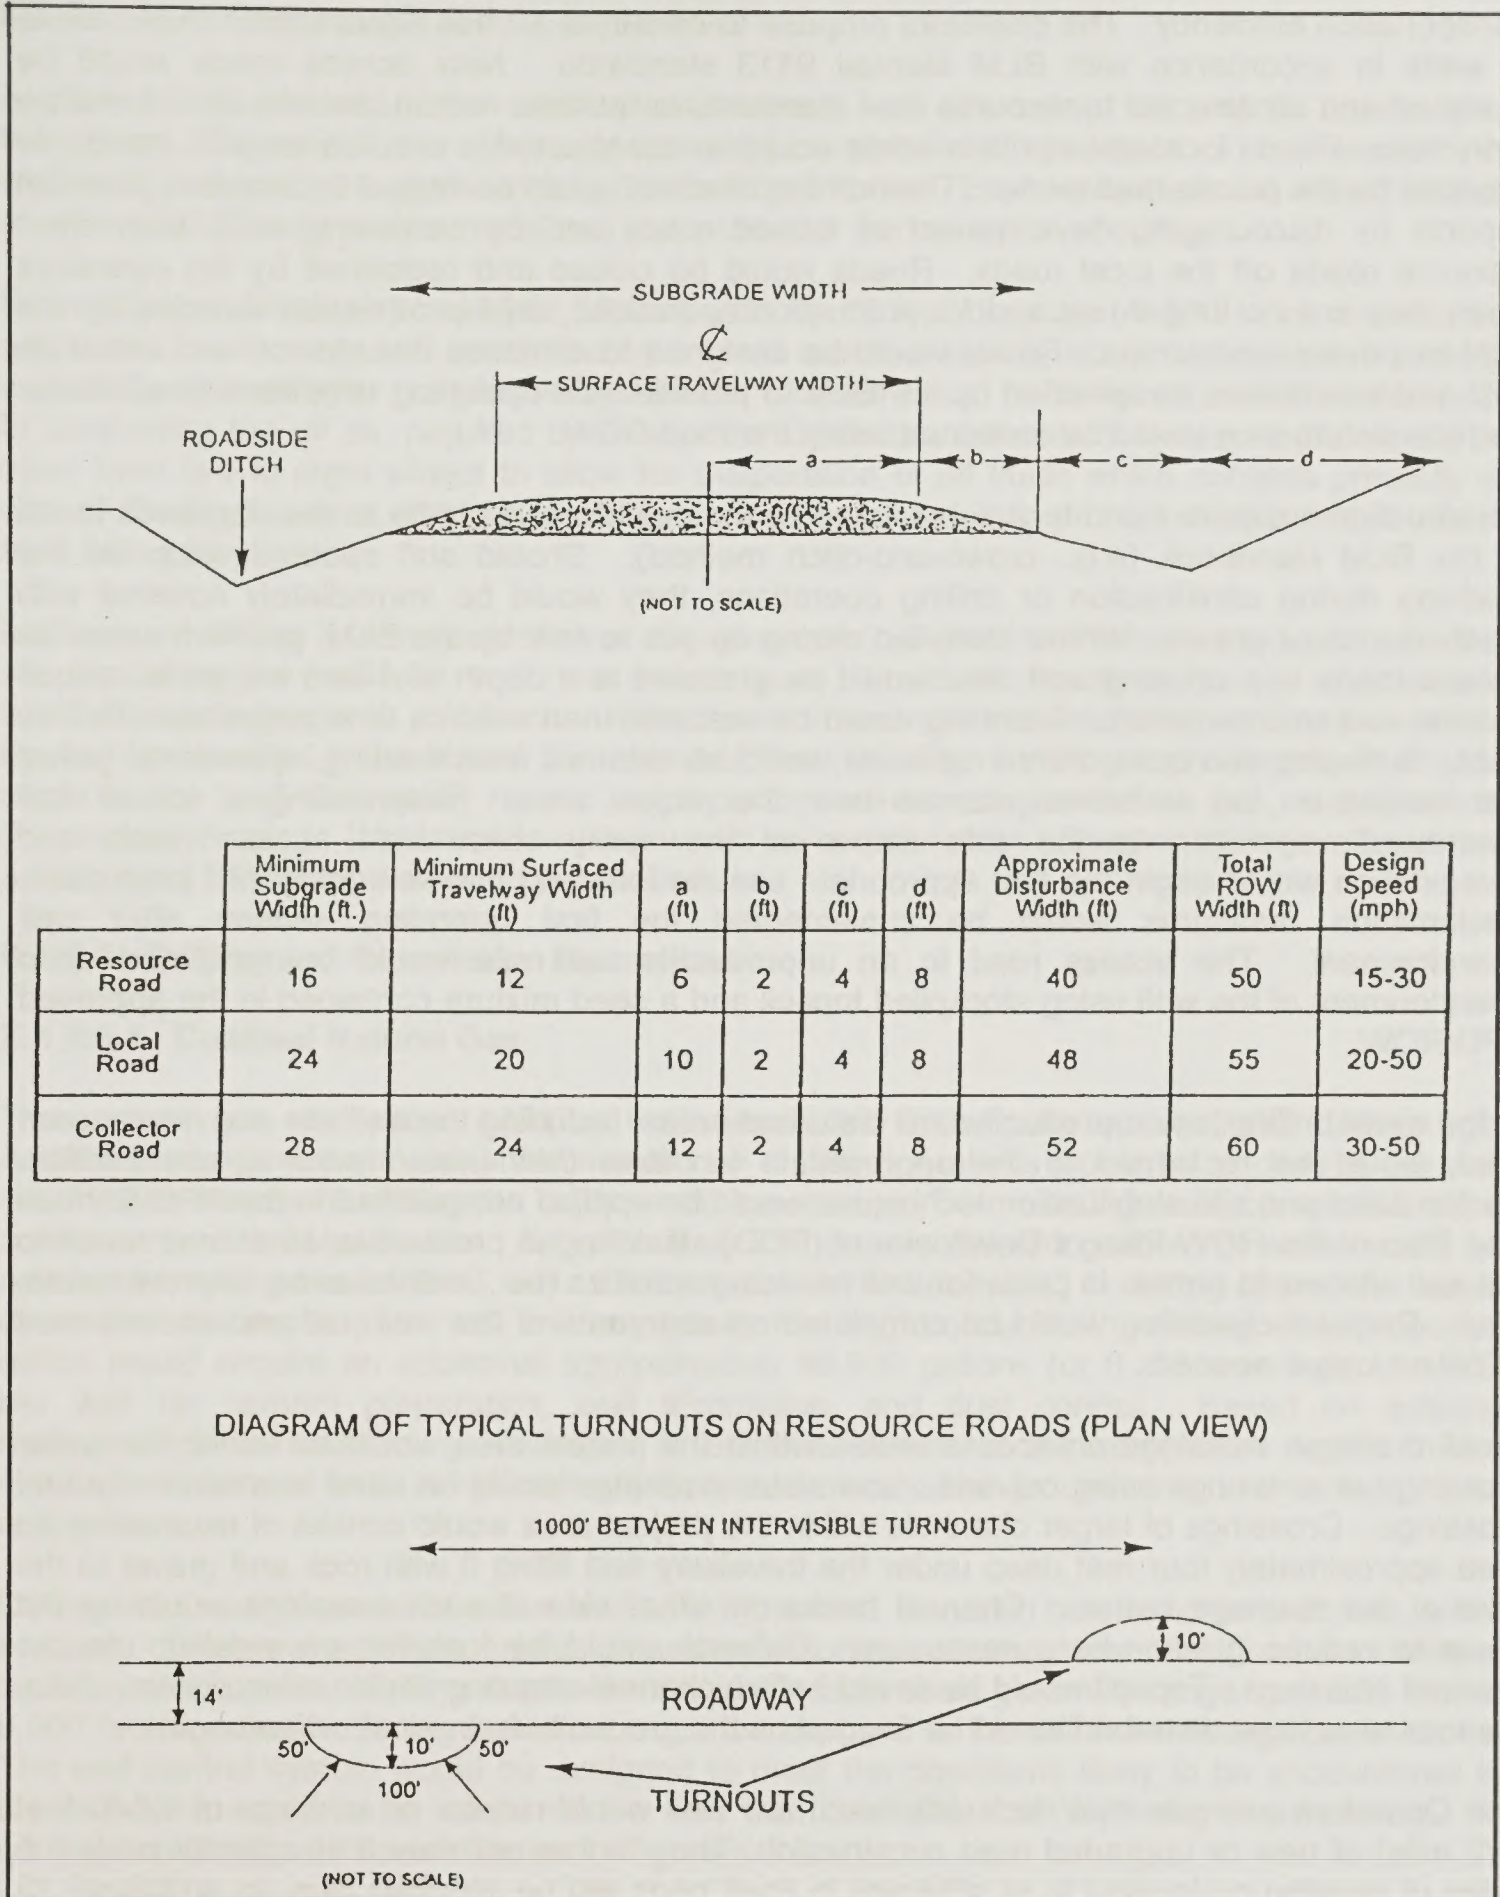 SUBGRADE WIDTH
℄
SURFACE TRAVELWAY WIDTH
ROADSIDE
DITCH
a b c d
(NOT TO SCALE)
Minimum Subgrade Width (ft.) Minimum Surfaced Travelway Width (ft) a (ft) b (ft) c (ft) d (ft) Approximate Disturbance Width (ft) Total ROW Width (ft) Design Speed (mph)
Resource Road 16 12 6 2 4 8 40 50 15-30
Local Road 24 20 10 2 4 8 48 55 20-50
Collector Road 28 24 12 2 4 8 52 60 30-50
DIAGRAM OF TYPICAL TURNOUTS ON RESOURCE ROADS (PLAN VIEW)
1000' BETWEEN INTERVISIBLE TURNOUTS
10'
14'
ROADWAY
50' 10' 50'
100'
TURNOUTS
(NOT TO SCALE)